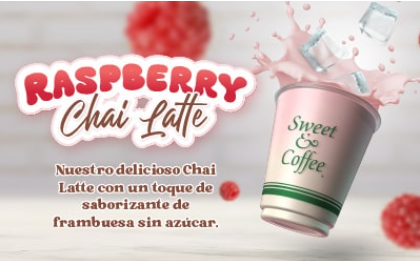 RASPBERRY
Chai Latte
Nuestro delicioso Chai
Latte con un toque de
saborizante de
frambuesa sin azúcar.
Sweet
&
Coffee